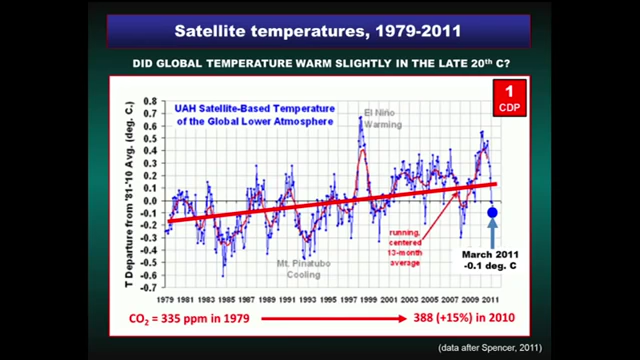 Satellite temperatures, 1979-2011
DID GLOBAL TEMPERATURE WARM SLIGHTLY IN THE LATE 20th C?
1
CDP
UAH Satellite-Based Temperature
of the Global Lower Atmosphere
El Niño
Warming
T Departure from '81-10 Avg. (deg. C.)
0.8
0.7
0.6
0.5
0.4
0.3
0.2
0.1
0.0
-0.1
-0.2
-0.3
-0.4
-0.5
-0.6
-0.7
running,
centered
13-month
average
Mt. Pinatubo
Cooling
March 2011
-0.1 deg. C
1979 1981 1983 1985 1987 1989 1991 1993 1995 1997 1999 2001 2003 2005 2007 2009 2011
CO2 = 335 ppm in 1979 388 (+15%) in 2010
(data after Spencer, 2011)